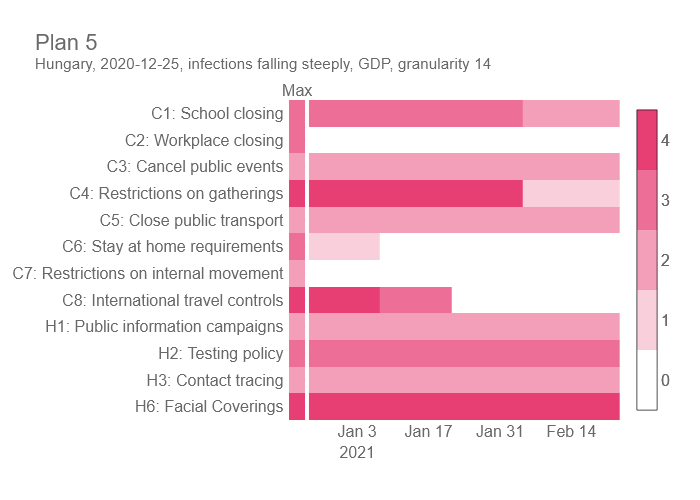 Plan 5
Hungary, 2020-12-25, infections falling steeply, GDP, granularity 14
Max
C1: School closing
C2: Workplace closing
C3: Cancel public events
C4: Restrictions on gatherings
C5: Close public transport
C6: Stay at home requirements
C7: Restrictions on internal movement
C8: International travel controls
H1: Public information campaigns
H2: Testing policy
H3: Contact tracing
H6: Facial Coverings
Jan 3 Jan 17 Jan 31 Feb 14
2021
4
3
2
1
0